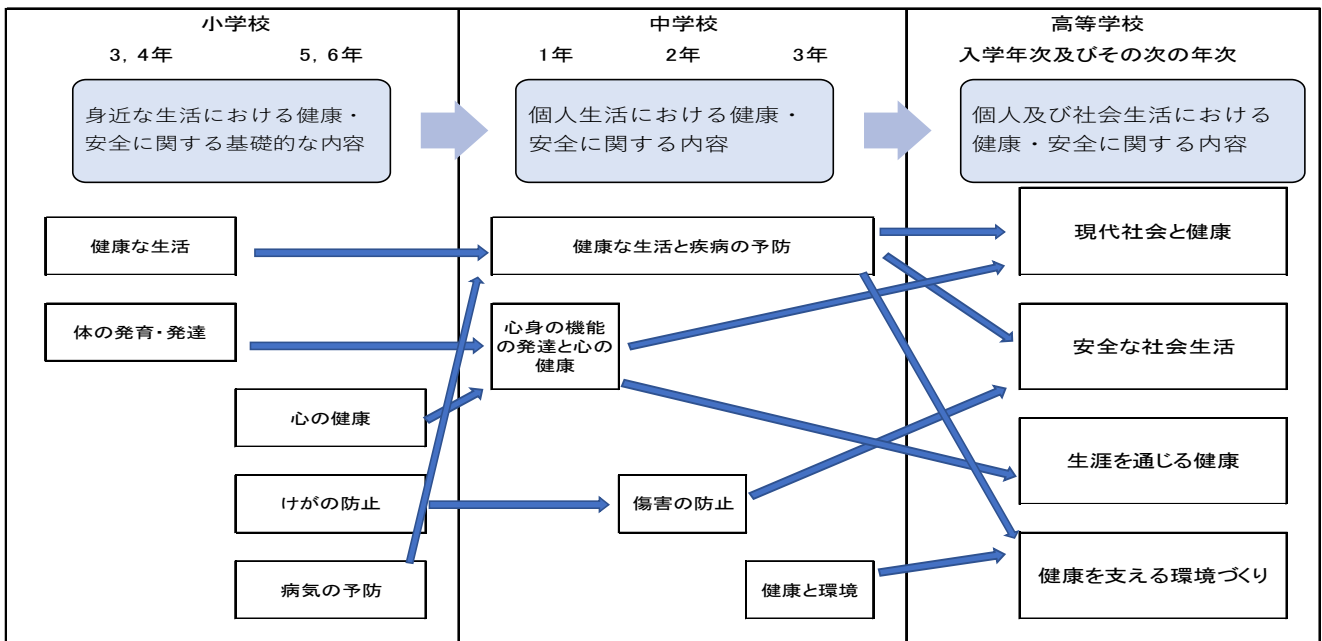 小学校
3，4年
5，6年
身近な生活における健康・
安全に関する基礎的な内容
健康な生活
体の発育・発達
心の健康
けがの防止
病気の予防
中学校
1年
2年
3年
個人生活における健康・
安全に関する内容
健康な生活と疾病の予防
心身の機能
の発達と心の
健康
傷害の防止
健康と環境
高等学校
入学年次及びその次の年次
個人及び社会生活における
健康・安全に関する内容
現代社会と健康
安全な社会生活
生涯を通じる健康
健康を支える環境づくり